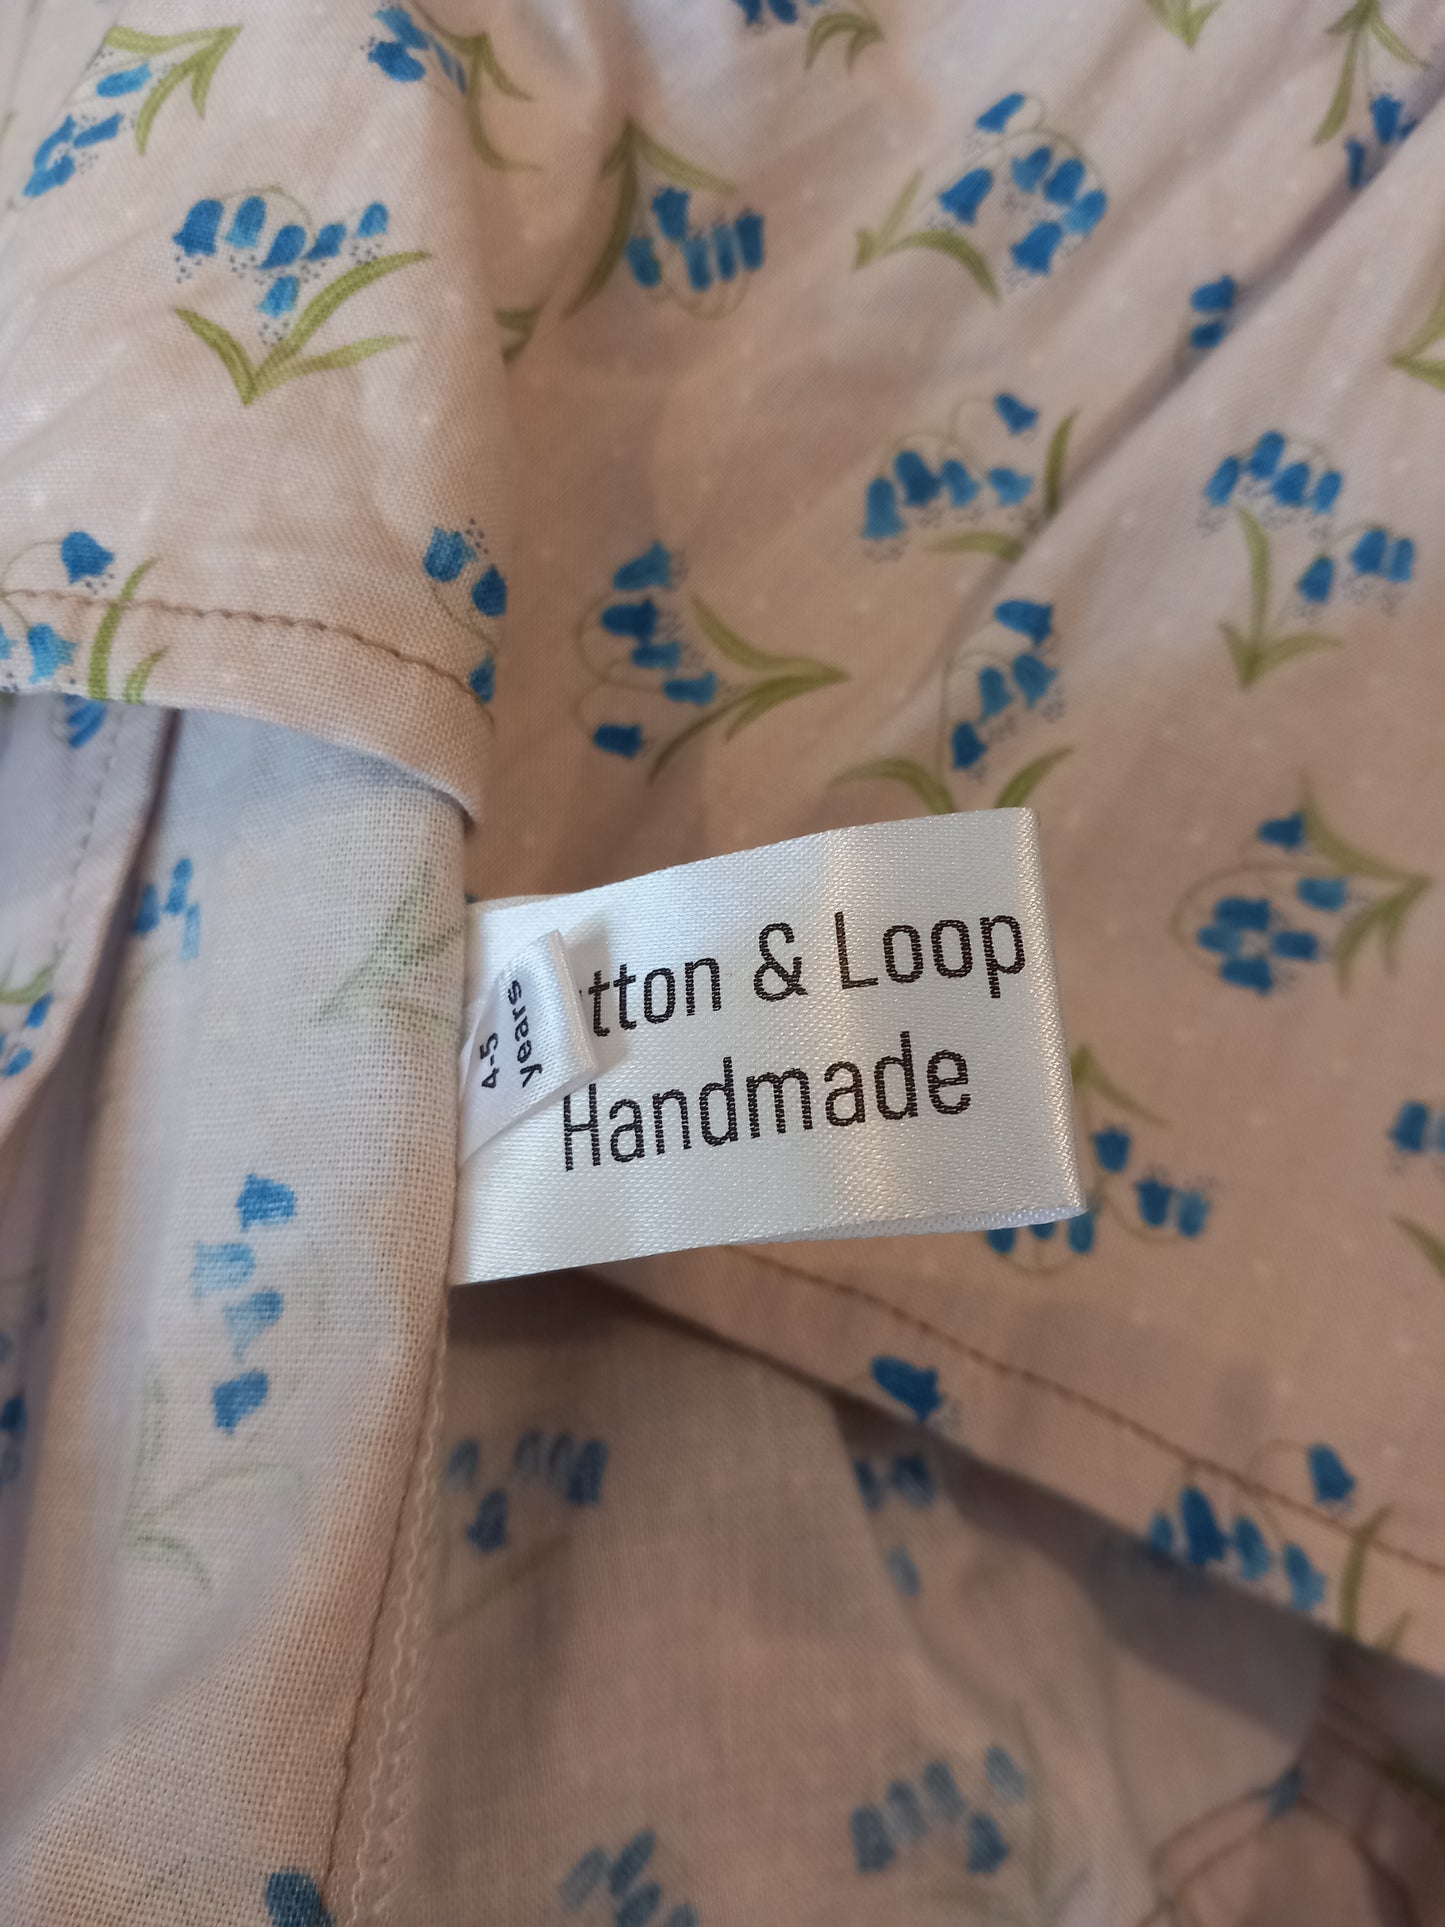 tton & Loop
Handmade
4-5
years